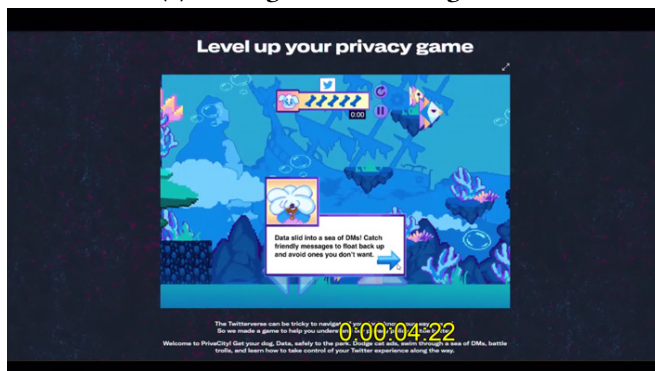 Level up your privacy game
0:00
Data slid into a sea of DMs! Catch
friendly messages to float back up
and avoid ones you don't want.
The Twitterverse can be tricky to navigate
So we made a game to help you
0:00:04:22
Welcome to PrivaCity! Get your dog, Data, safely to the park. Dodge cat ads, swim through a sea of DMs, battle
trolls, and learn how to take control of your Twitter experience along the way.